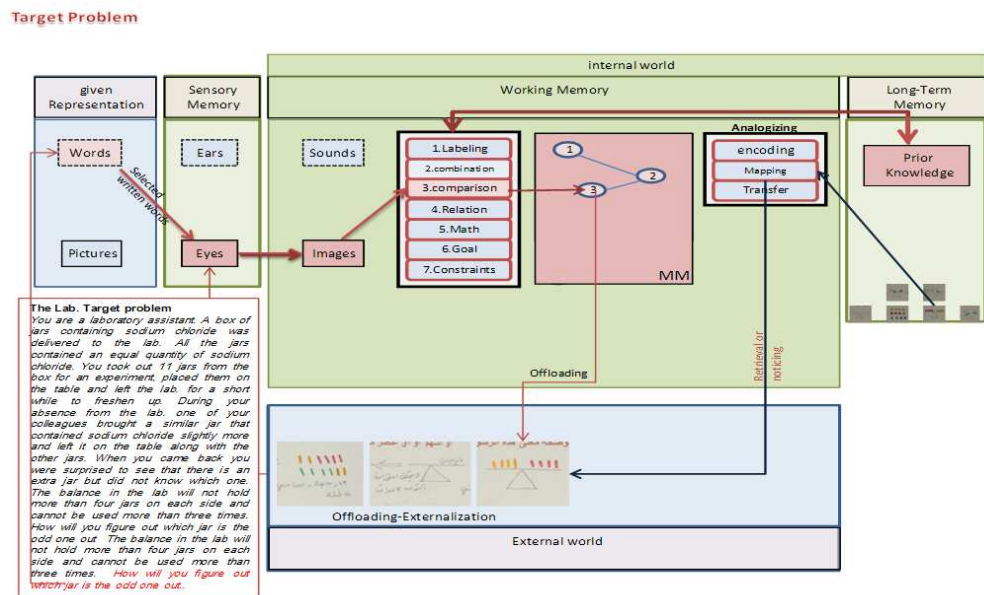 Target Problem
internal world
given
Representation
Sensory
Memory
Working Memory
Long-Term
Memory
Words
Ears
Sounds
Analogizing
1.Labeling
2.combination
3.comparison
4.Relation
5.Math
6.Goal
7.Constraints
1
2
3
encoding
Mapping
Transfer
Prior
Knowledge
Selected
written words
Pictures
Eyes
Images
MM
The Lab. Target problem
You are a laboratory assistant. A box of
jars containing sodium chloride was
delivered to the lab. All the jars
contained an equal quantity of sodium
chloride. You took out 11 jars from the
box for an experiment, placed them on
the table and left the lab. for a short
while to freshen up. During your
absence from the lab. one of your
colleagues brought a similar jar that
contained sodium chloride slightly more
and left it on the table along with the
other jars. When you came back you
were surprised to see that there is an
extra jar but did not know which one.
The balance in the lab will not hold
more than four jars on each side and
cannot be used more than three times.
How will you figure out which jar is the
odd one out The balance in the lab will
not hold more than four jars on each
side and cannot be used more than
three times. How will you figure out
which jar is the odd one out..
Offloading
Retrieval or
noticing
Offloading-Externalization
External world